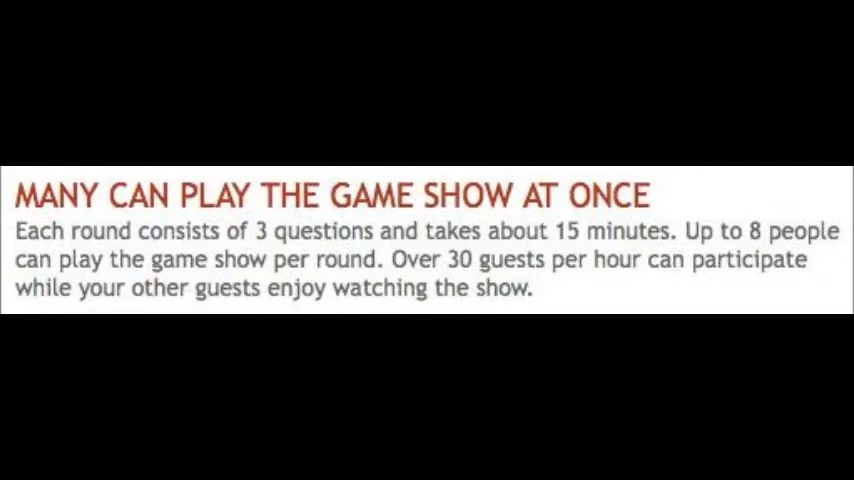 MANY CAN PLAY THE GAME SHOW AT ONCE
Each round consists of 3 questions and takes about 15 minutes. Up to 8 people
can play the game show per round. Over 30 guests per hour can participate
while your other guests enjoy watching the show.